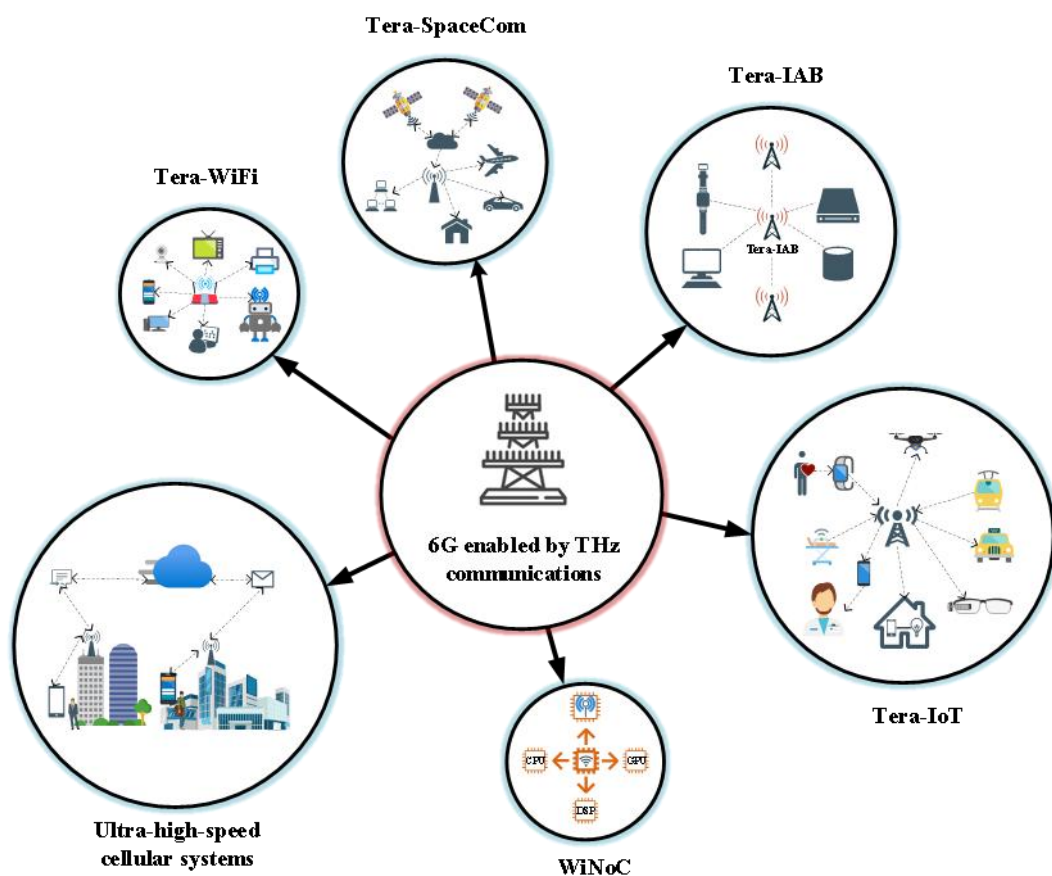 Tera-SpaceCom
Tera-IAB
Tera-WiFi
Tera-IAB
6G enabled by THz
communications
Tera-IoT
CPU
GPU
DSP
Ultra-high-speed
cellular systems
WiNoC